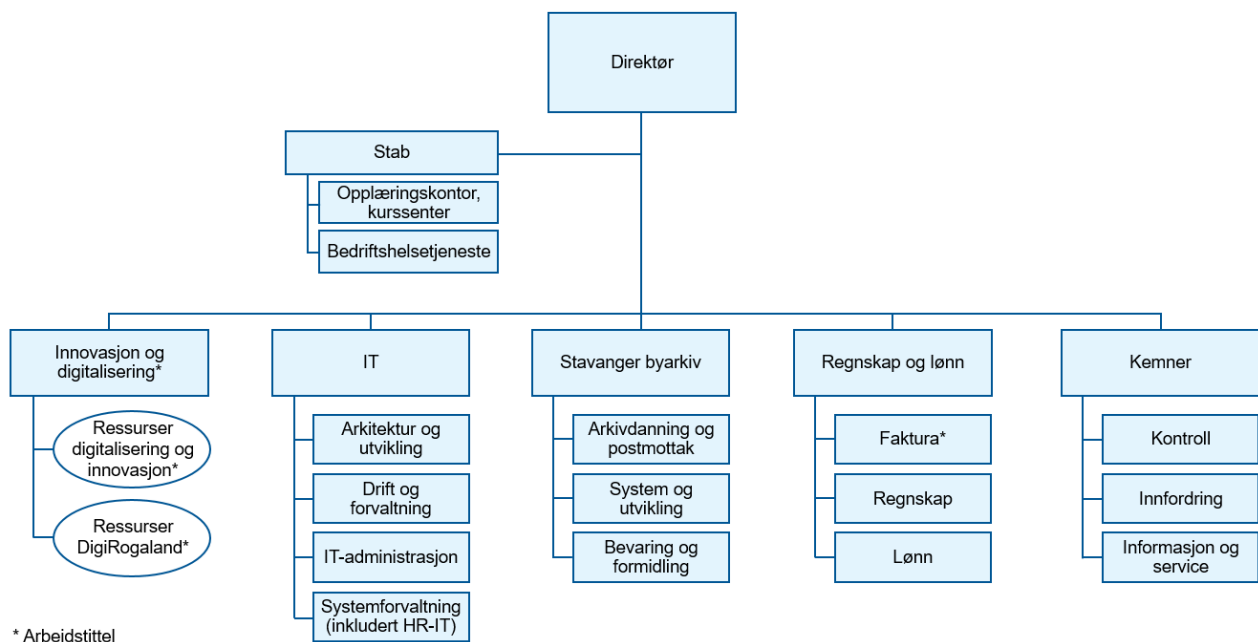 Direktør
Stab
Opplæringskontor,
kurssenter
Bedriftshelsetjeneste
Innovasjon og
digitalisering*
Ressurser
digitalisering og
innovasjon*
Ressurser
DigiRogaland*
IT
Arkitektur og
utvikling
Drift og
forvaltning
IT-administrasjon
Systemforvaltning
(inkludert HR-IT)
Stavanger byarkiv
Arkivdanning og
postmottak
System og
utvikling
Bevaring og
formidling
Regnskap og lønn
Faktura*
Regnskap
Lønn
Kemner
Kontroll
Innfordring
Informasjon og
service
* Arbeidstittel